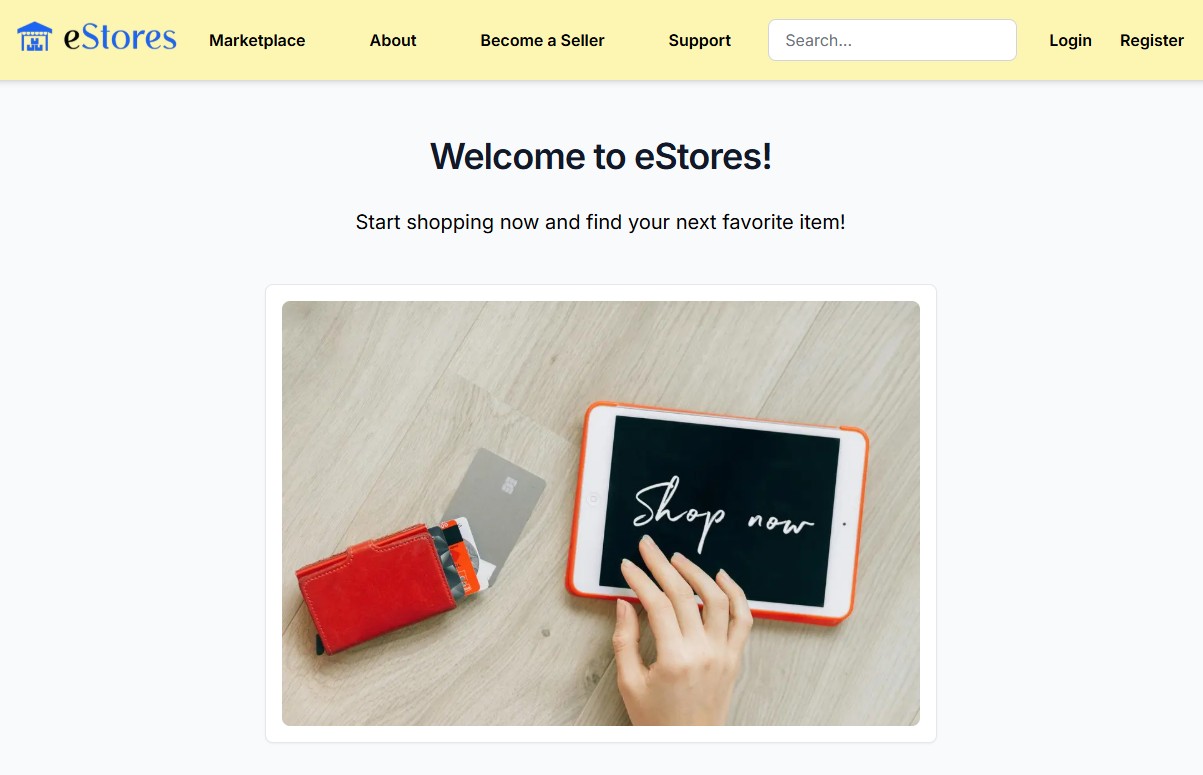 eStores Marketplace About Become a Seller Support Search... Login Register
Welcome to eStores!
Start shopping now and find your next favorite item!
Shop now